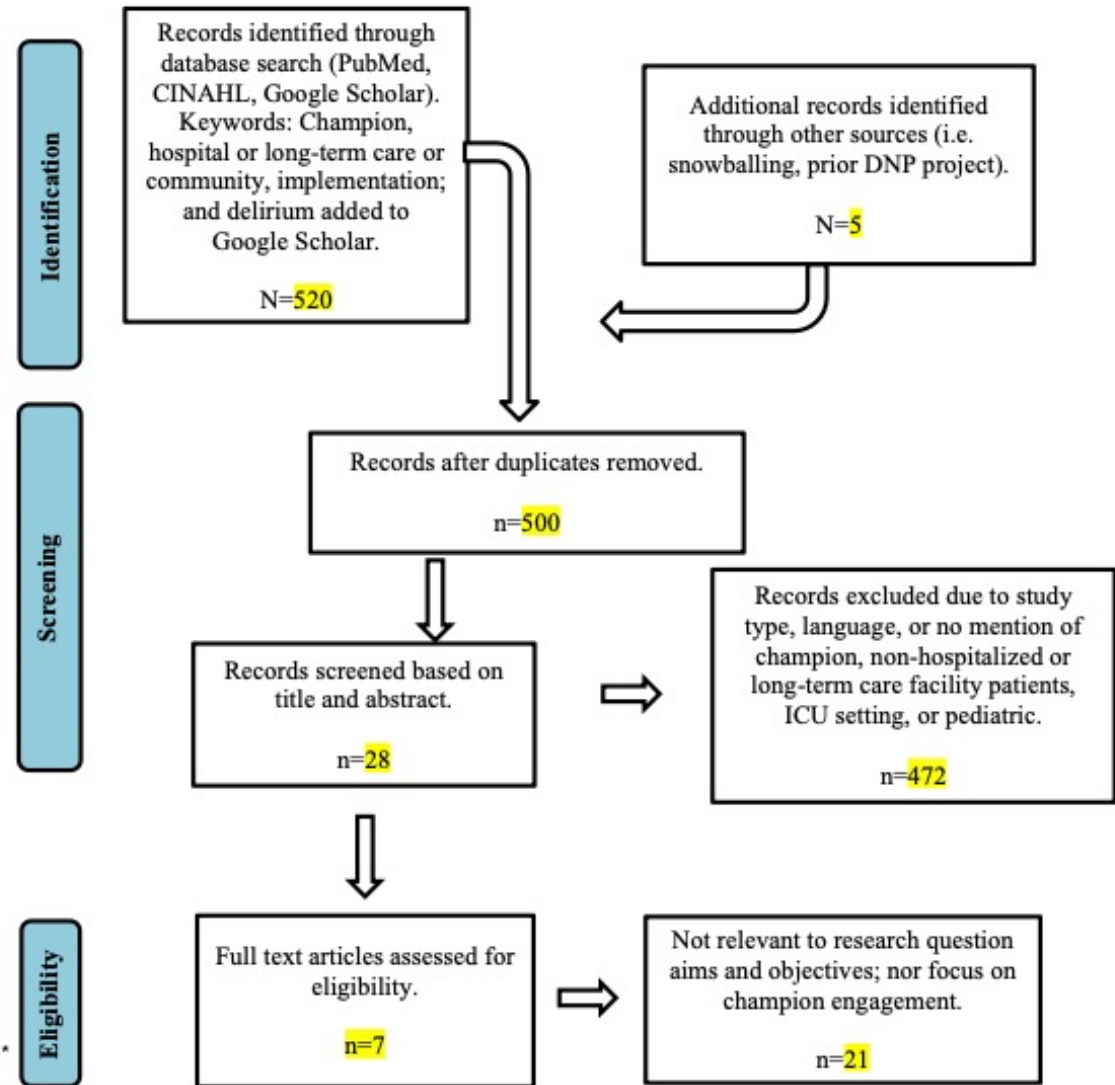 Identification
Records identified through
database search (PubMed,
CINAHL, Google Scholar).
Keywords: Champion,
hospital or long-term care or
community, implementation;
and delirium added to
Google Scholar.
N=520
Additional records identified
through other sources (i.e.
snowballing, prior DNP project).
N=5
Screening
Records after duplicates removed.
n=500
Records screened based on
title and abstract.
n=28
Records excluded due to study
type, language, or no mention of
champion, non-hospitalized or
long-term care facility patients,
ICU setting, or pediatric.
n=472
Eligibility
Full text articles assessed for
eligibility.
n=7
Not relevant to research question
aims and objectives; nor focus on
champion engagement.
n=21
*